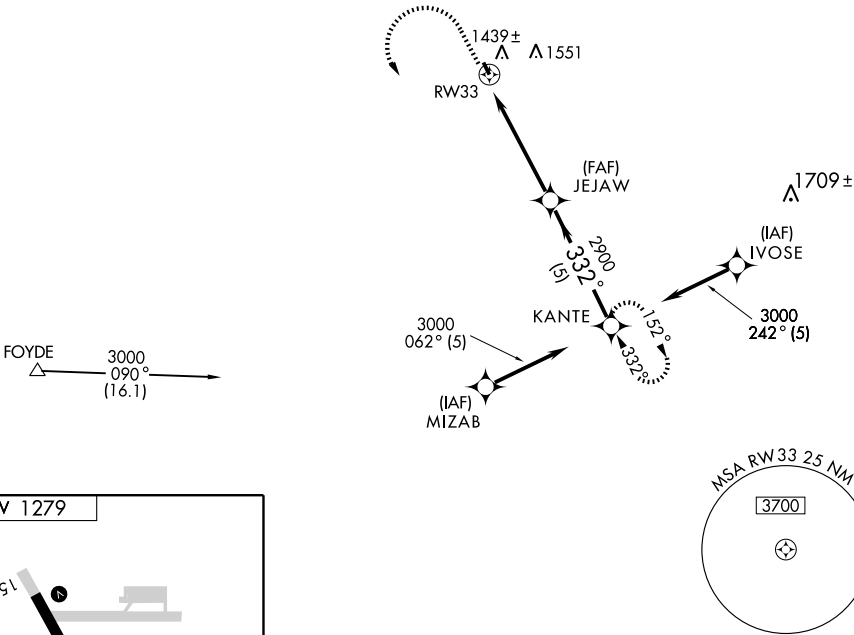 1439±
1551
RW33
(FAF)
JEJAW
1709±
(IAF)
IVOSE
2900
332°
(5)
KANTE
152°
332°
3000
242° (5)
3000
062° (5)
FOYDE
3000
090°
(16.1)
(IAF)
MIZAB
MSA RW33 25 NM
3700
1279
15
V